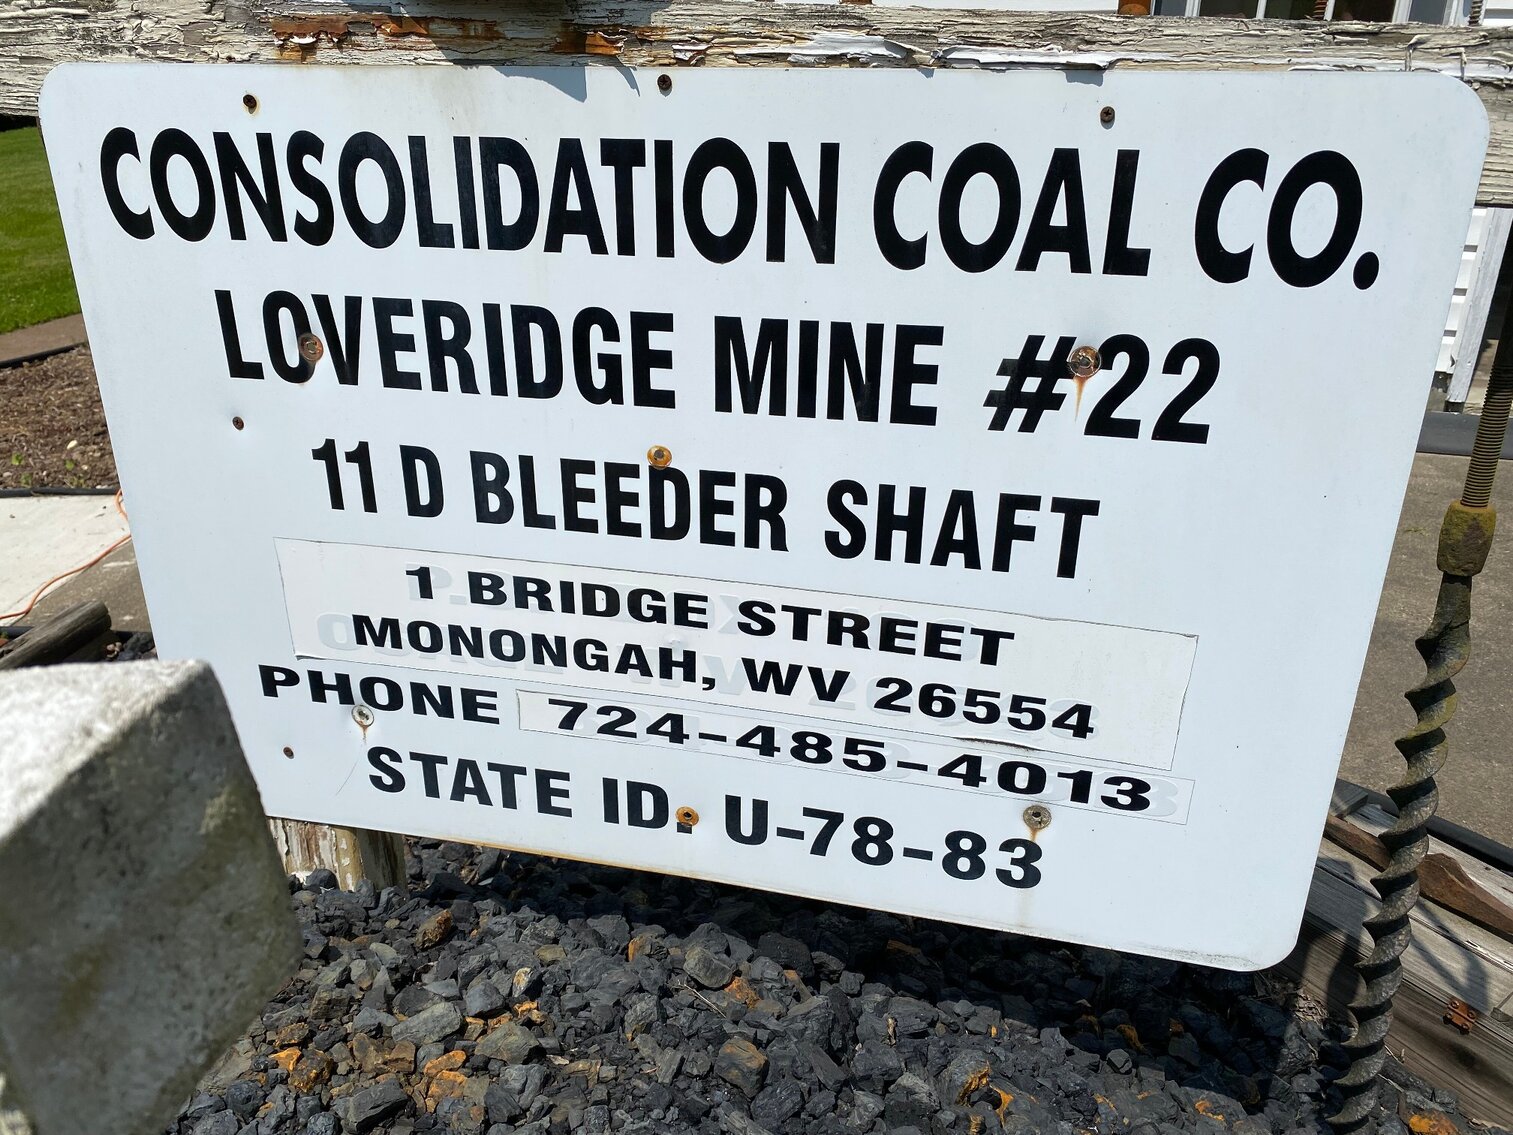 CONSOLIDATION COAL CO.
LOVERIDGE MINE #22
11 D BLEEDER SHAFT
1 BRIDGE STREET
MONONGAH, WV 26554
PHONE 724-485-4013
STATE ID. U-78-83